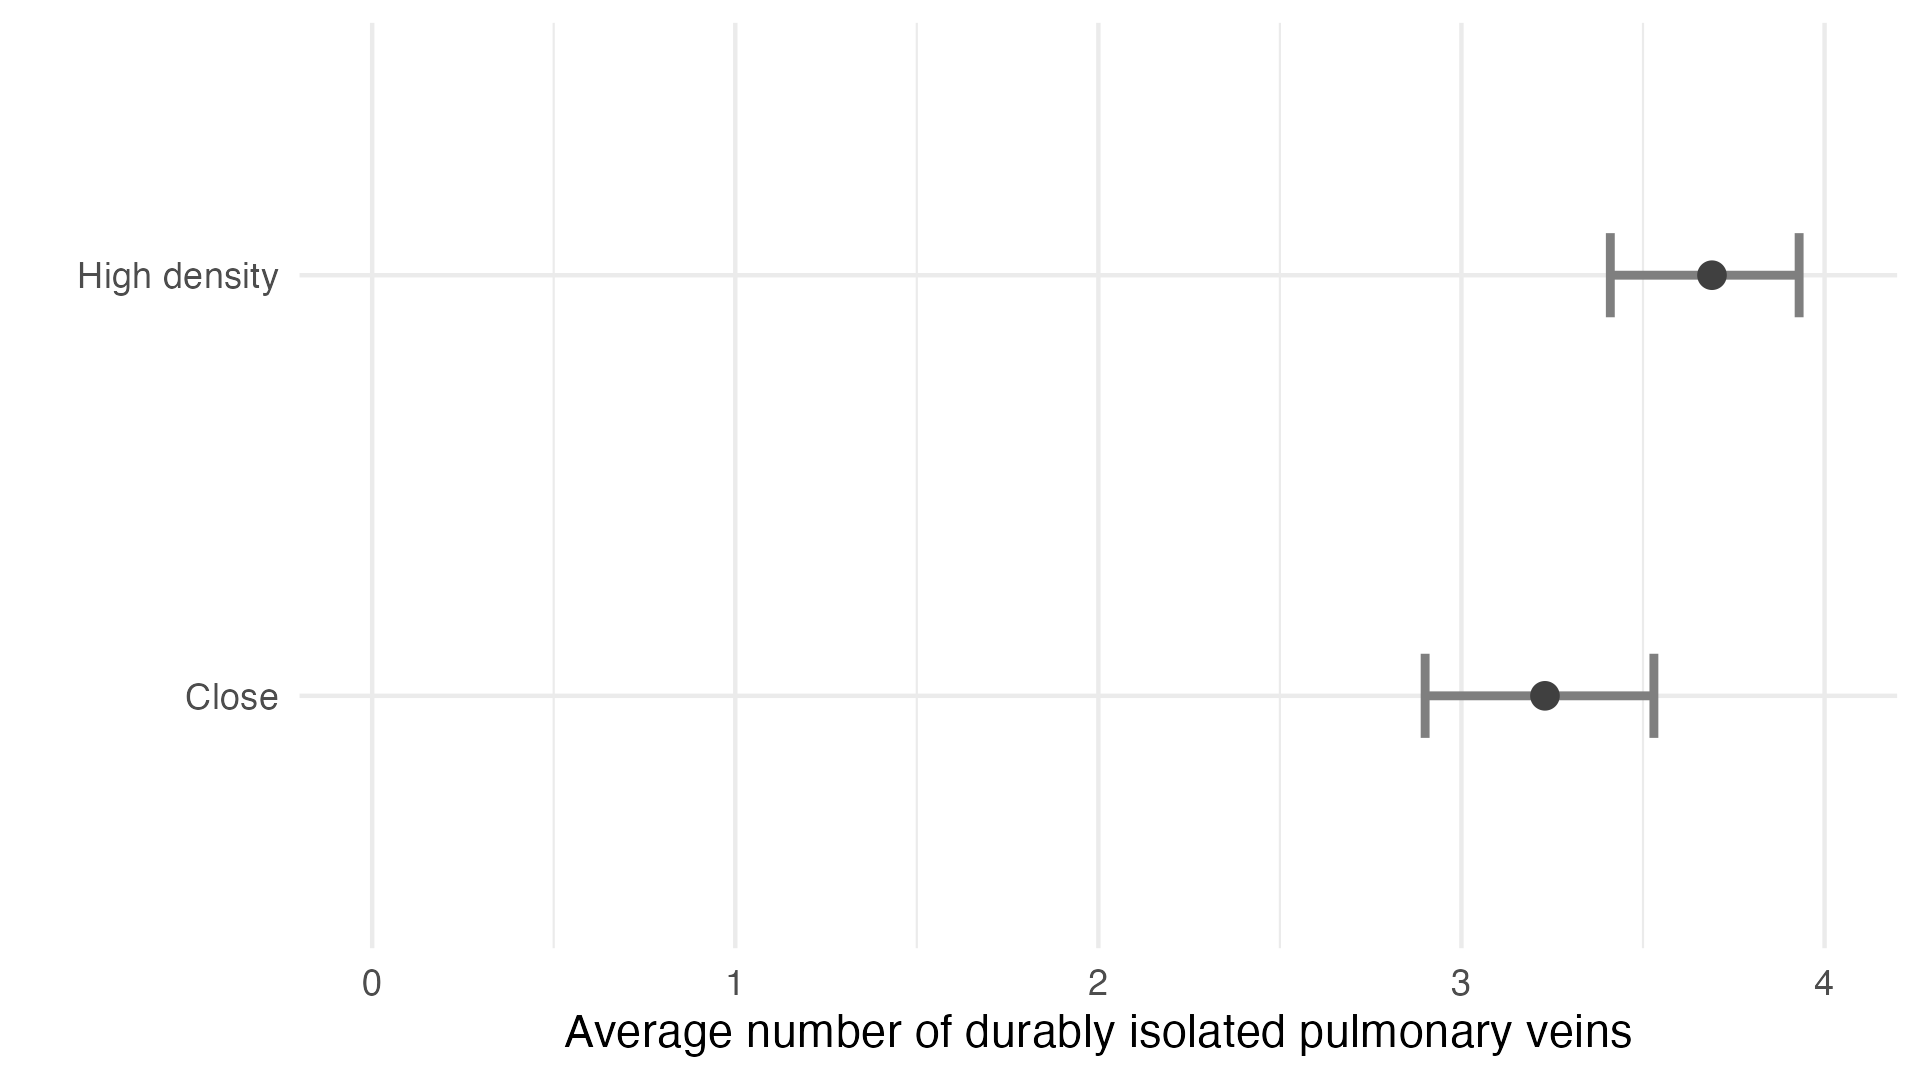 High density
Close
0 1 2 3 4
Average number of durably isolated pulmonary veins